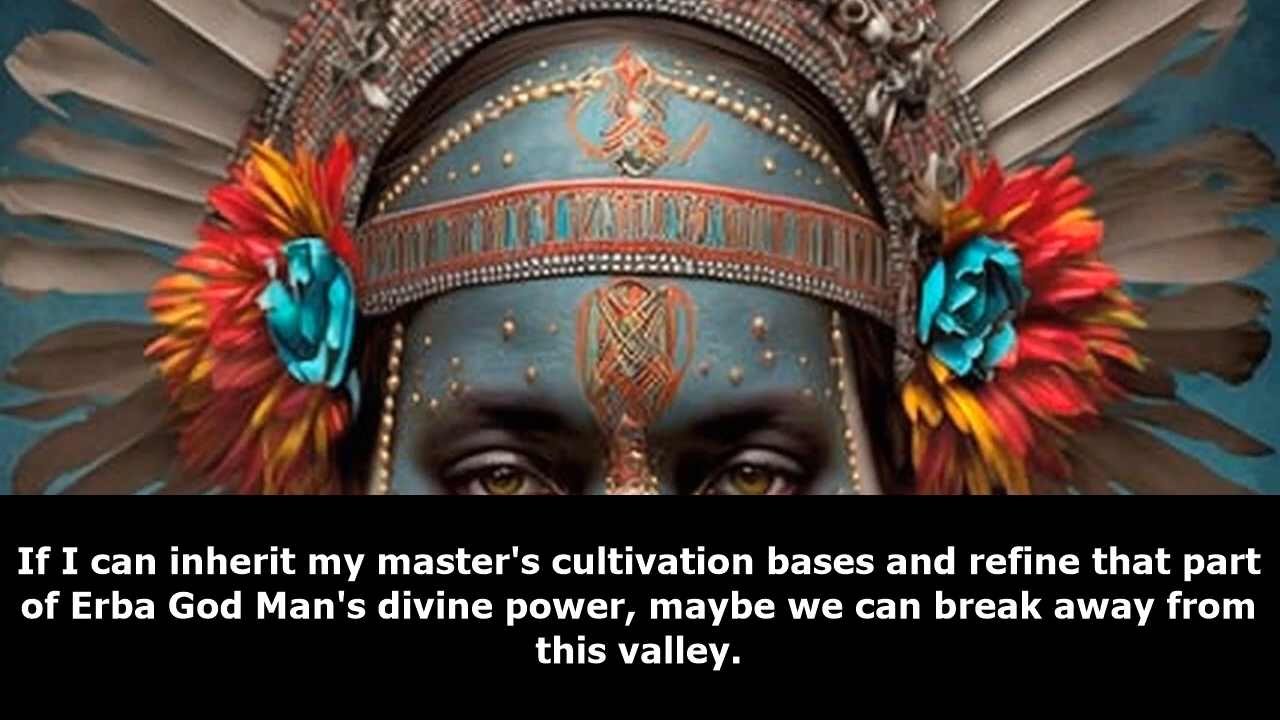 If I can inherit my master's cultivation bases and refine that part
of Erba God Man's divine power, maybe we can break away from
this valley.